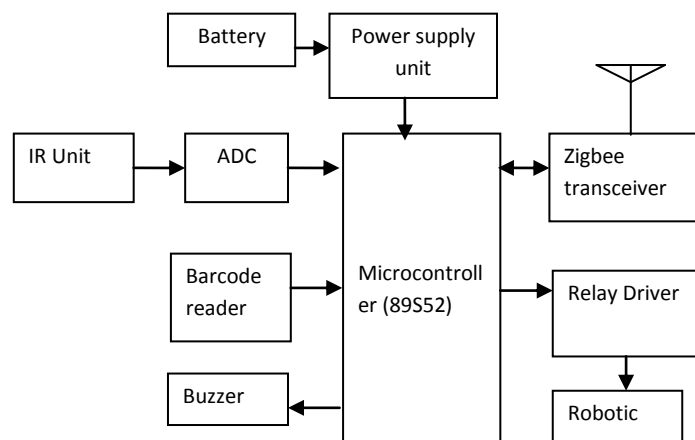 Battery
Power supply
unit
IR Unit
ADC
Zigbee
transceiver
Barcode
reader
Microcontroll
er (89S52)
Relay Driver
Buzzer
Robotic